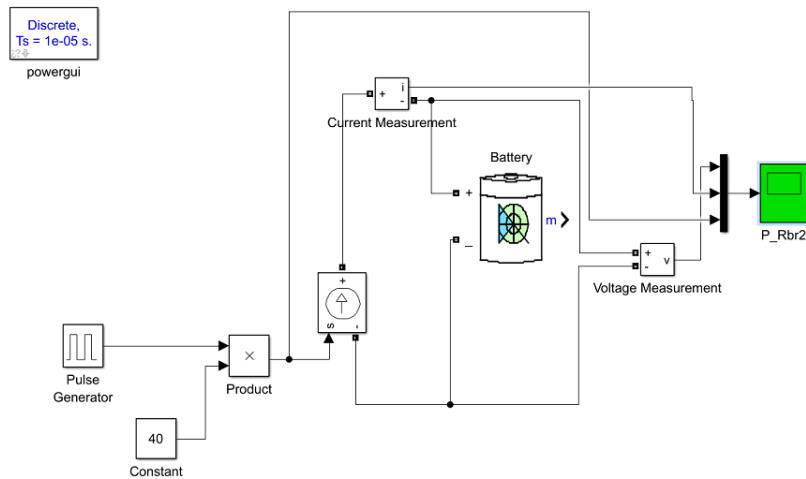 Discrete,
Ts = 1e-05 s.
powergui
i
+
-
Current Measurement
Battery
+
m
–
P_Rbr2
+
v
-
Voltage Measurement
+
s
-
Pulse
Generator
×
Product
40
Constant